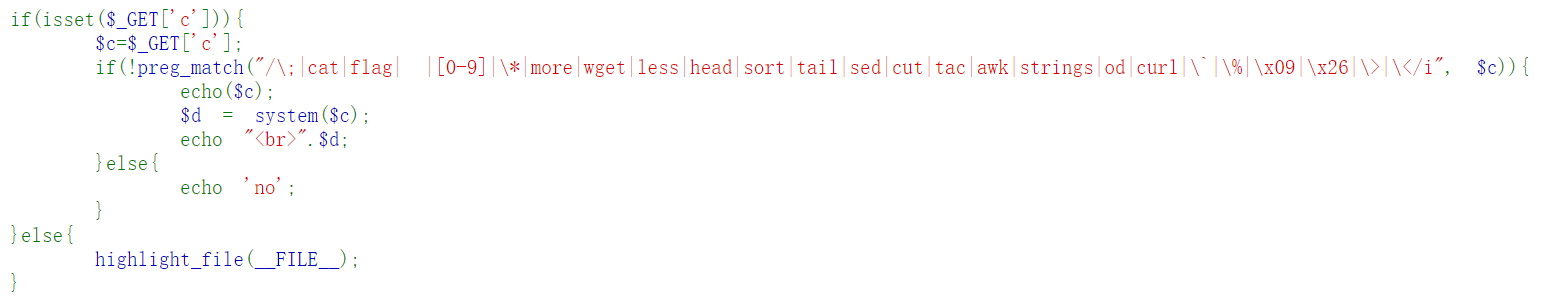 if(isset($_GET['c'])){
$c=$_GET['c'];
if(!preg_match("/\;|cat|flag| |[0-9]|\*|more|wget|less|head|sort|tail|sed|cut|tac|awk|strings|od|curl|\`|\%|\x09|\x26|\>|\</i", $c)){
echo($c);
$d = system($c);
echo "<br>".$d;
}else{
echo 'no';
}
}else{
highlight_file(__FILE__);
}